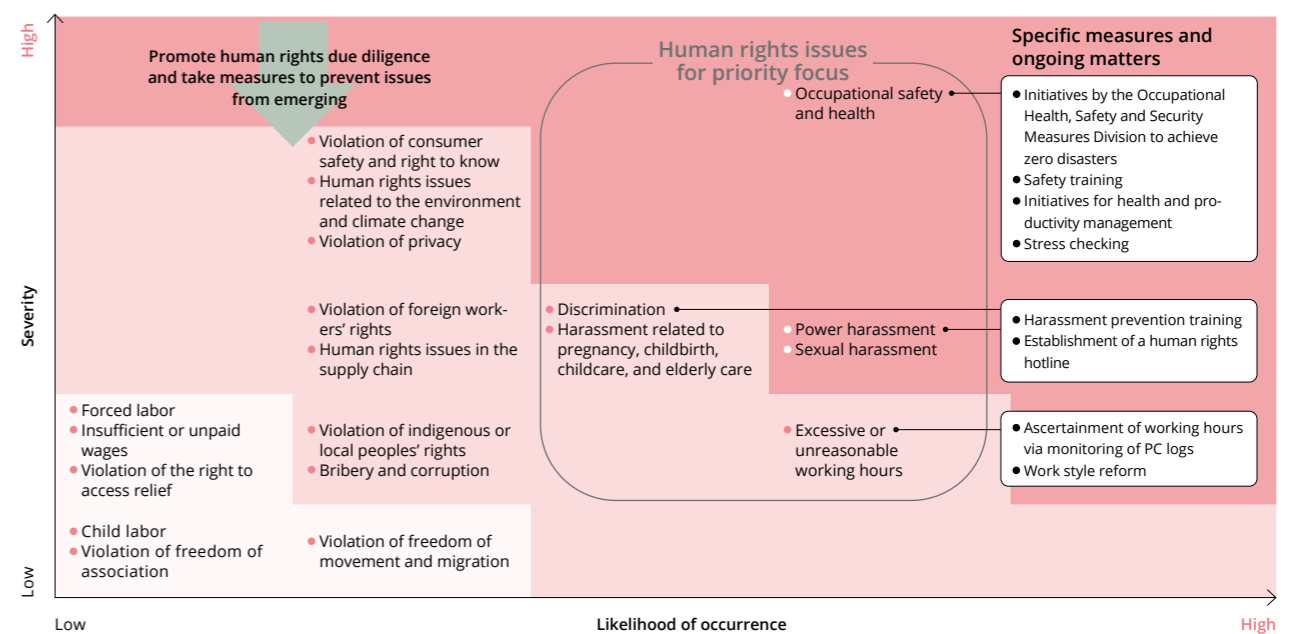 High
Severity
Low
Promote human rights due diligence
and take measures to prevent issues
from emerging
Human rights issues
for priority focus
Specific measures and
ongoing matters
● Violation of consumer
safety and right to know
● Human rights issues
related to the environment
and climate change
● Violation of privacy
● Occupational safety
and health
● Initiatives by the Occupational
Health, Safety and Security
Measures Division to achieve
zero disasters
● Safety training
● Initiatives for health and pro-
ductivity management
● Stress checking
● Violation of foreign work-
ers’ rights
● Human rights issues in the
supply chain
● Discrimination
● Harassment related to
pregnancy, childbirth,
childcare, and elderly care
● Power harassment
● Sexual harassment
● Harassment prevention training
● Establishment of a human rights
hotline
● Forced labor
● Insufficient or unpaid
wages
● Violation of the right to
access relief
● Violation of indigenous or
local peoples’ rights
● Bribery and corruption
● Excessive or
unreasonable
working hours
● Ascertainment of working hours
via monitoring of PC logs
● Work style reform
● Child labor
● Violation of freedom of
association
● Violation of freedom of
movement and migration
Low
Likelihood of occurrence
High